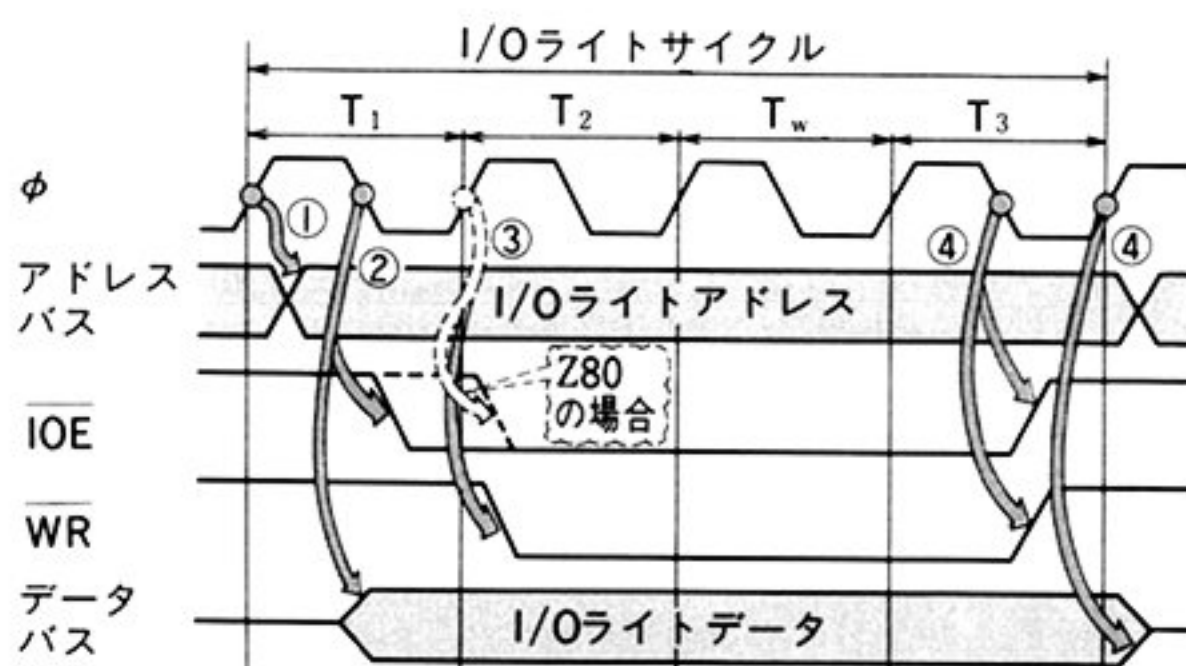 I/Oライトサイクル
T₁ T₂ Tw T₃
φ
① ② ③ ④ ④
アドレス
バス
I/Oライトアドレス
Z80
の場合
IOE
WR
データ
バス
I/Oライトデータ